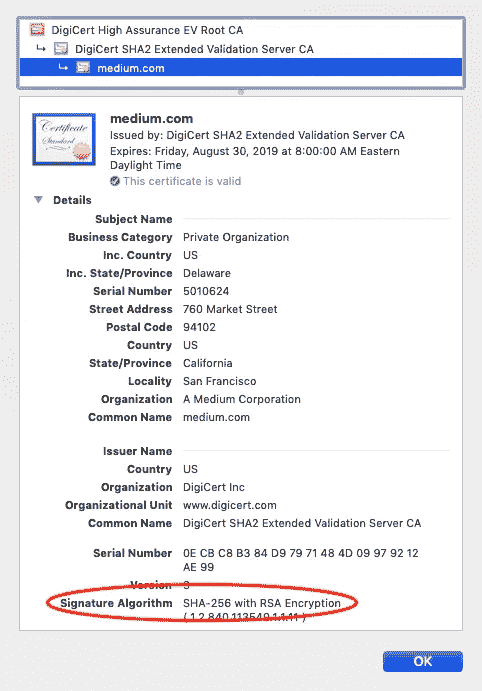 DigiCert High Assurance EV Root CA
DigiCert SHA2 Extended Validation Server CA
medium.com
Certificate
Standard
medium.com
Issued by: DigiCert SHA2 Extended Validation Server CA
Expires: Friday, August 30, 2019 at 8:00:00 AM Eastern
Daylight Time
This certificate is valid
Details
Subject Name
Business Category Private Organization
Inc. Country US
Inc. State/Province Delaware
Serial Number 5010624
Street Address 760 Market Street
Postal Code 94102
Country US
State/Province California
Locality San Francisco
Organization A Medium Corporation
Common Name medium.com
Issuer Name
Country US
Organization DigiCert Inc
Organizational Unit www.digicert.com
Common Name DigiCert SHA2 Extended Validation Server CA
Serial Number 0E CB C8 B3 84 D9 79 71 48 4D 09 97 92 12
AE 99
Version 3
Signature Algorithm SHA-256 with RSA Encryption
( 1.2.840.113549.1.1.11 )
OK